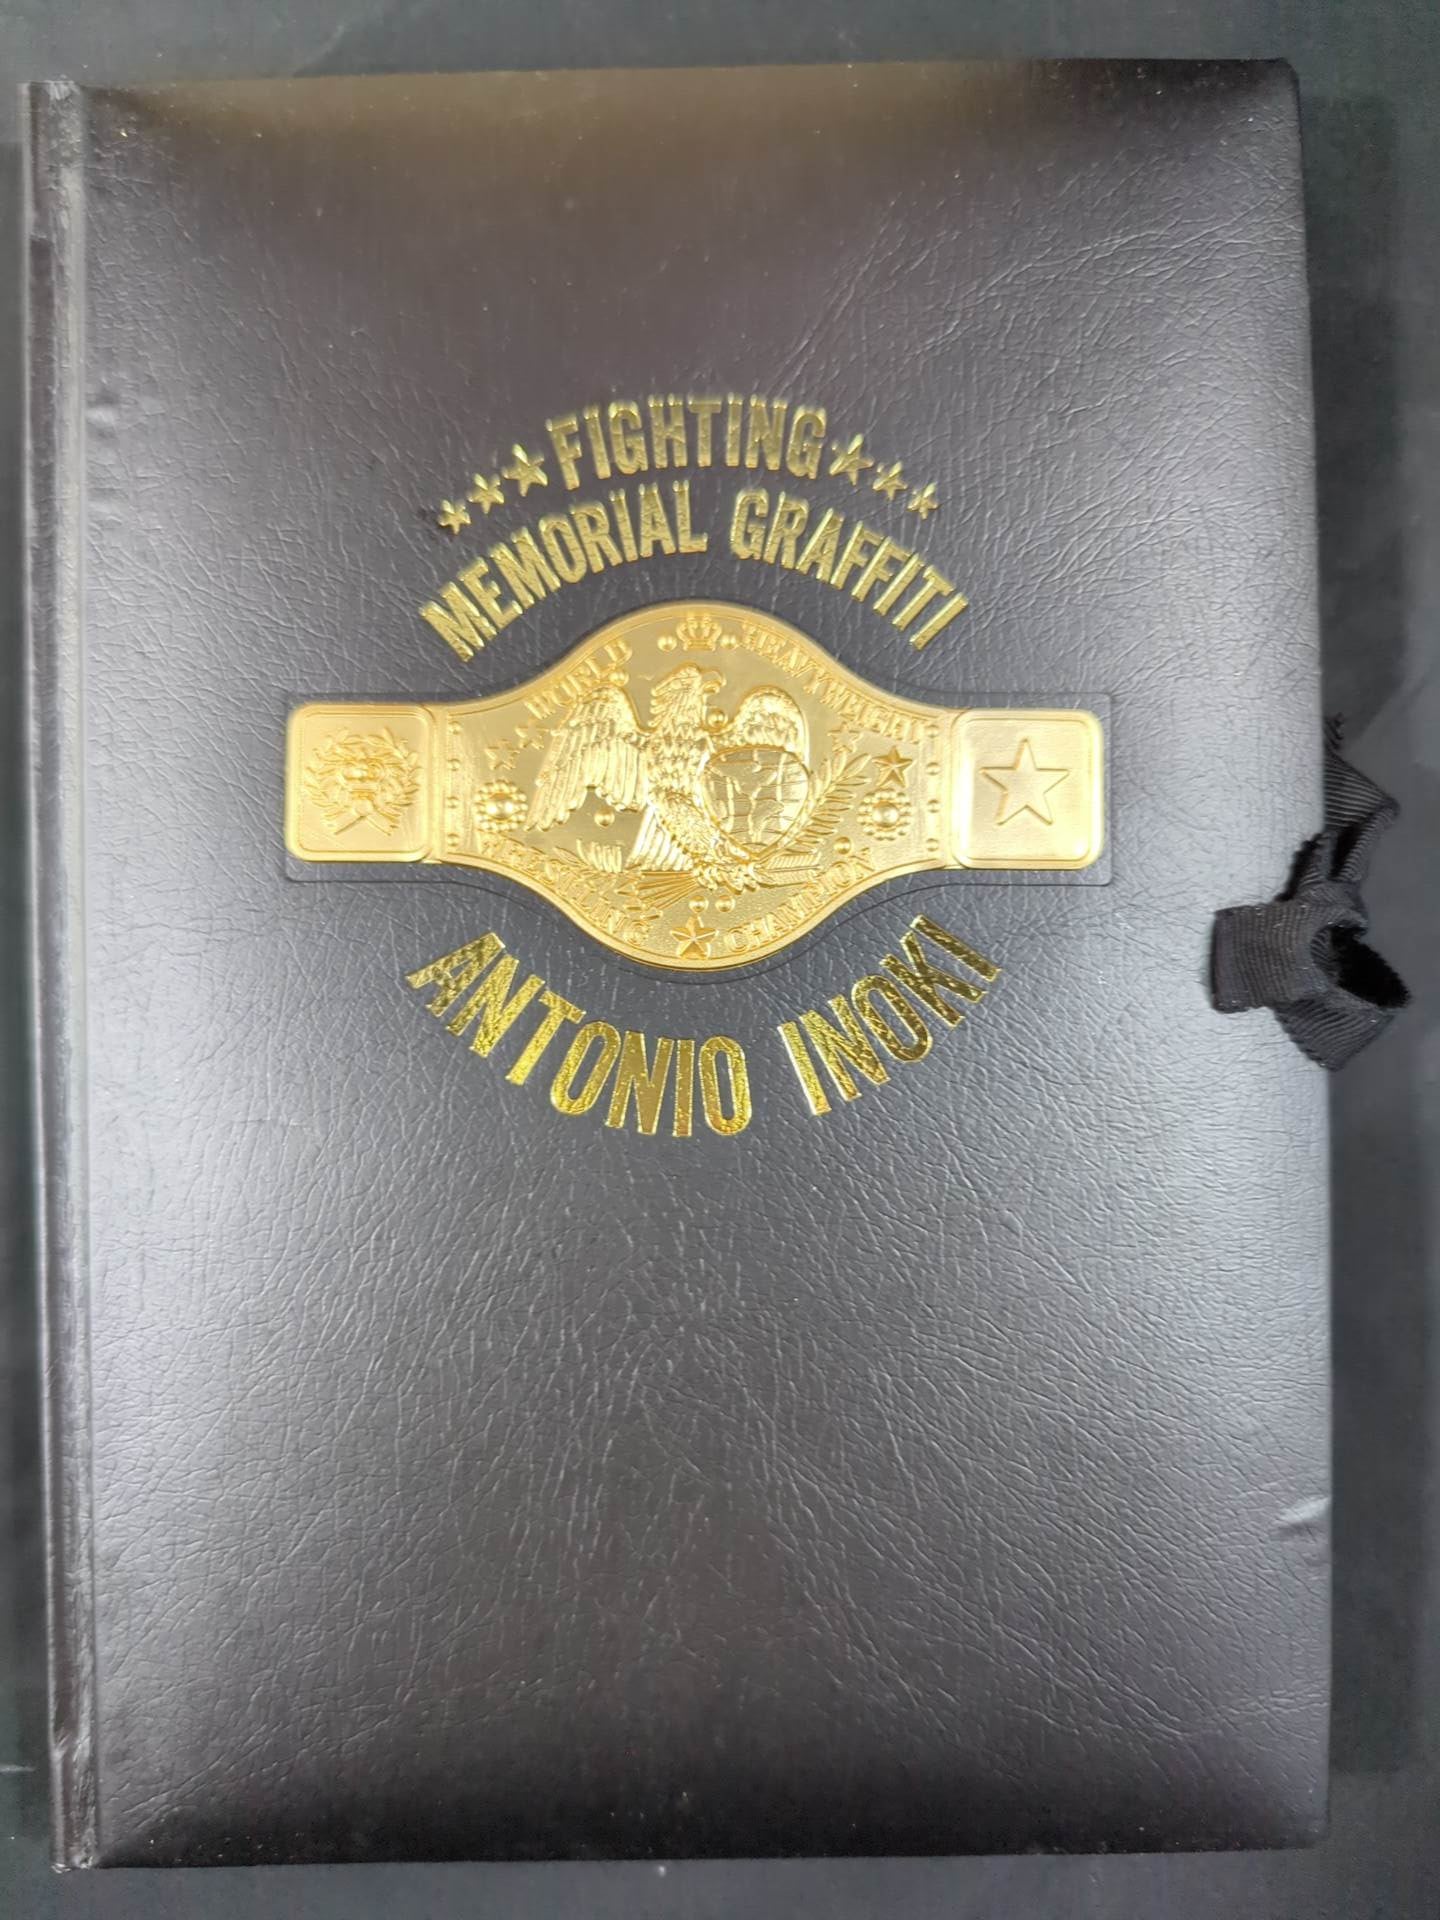 FIGHTING
MEMORIAL GRAFFITI
WORLD HEAVYWEIGHT
WRESTLING CHAMPION
ANTONIO INOKI